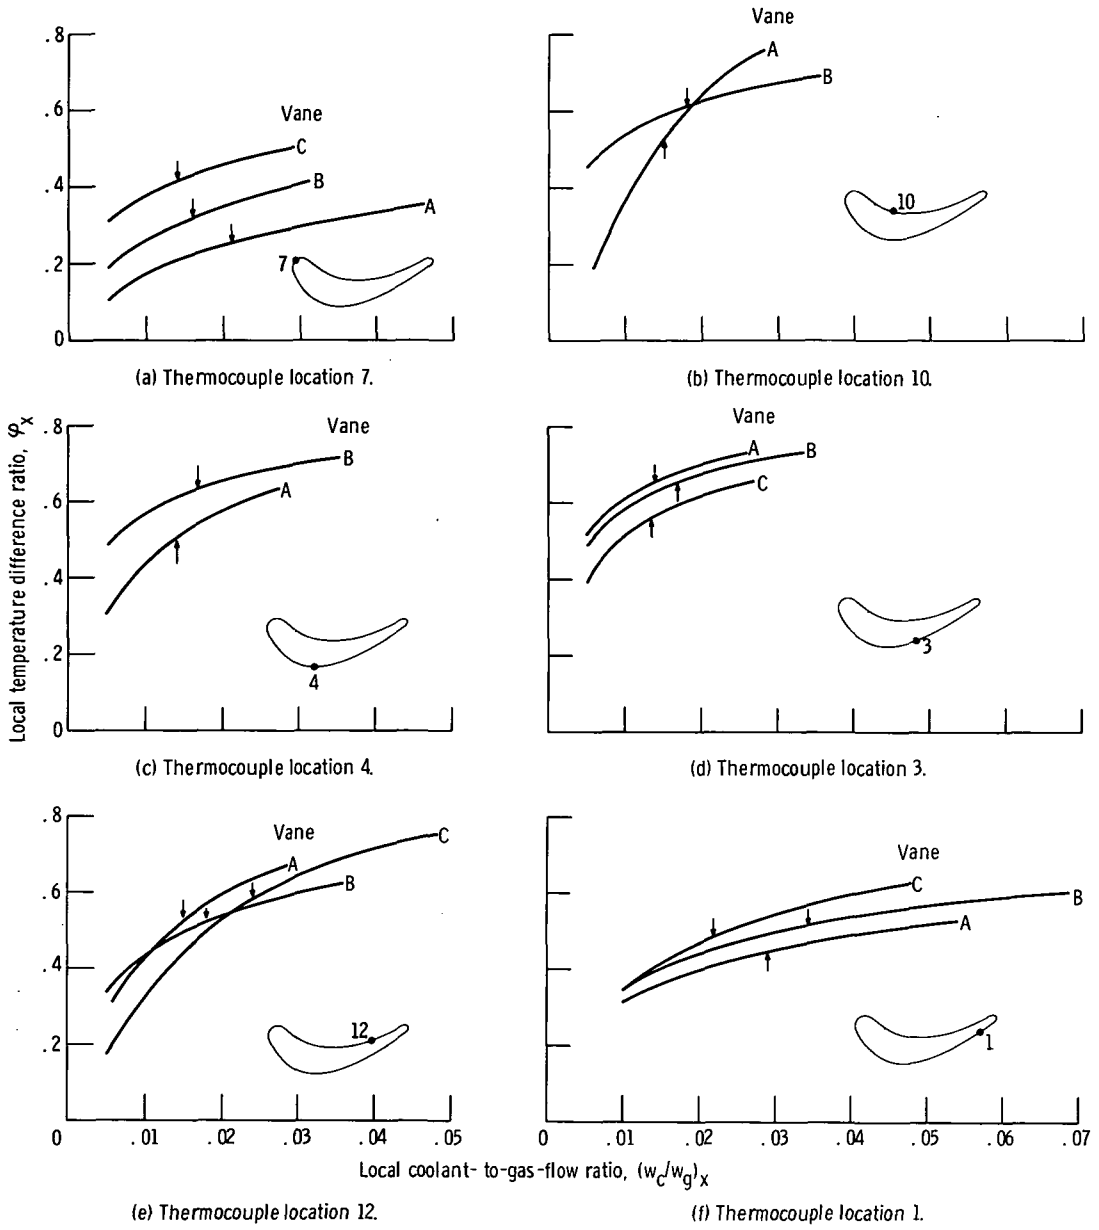 Vane
.8
.6
.4
.2
0
Vane
C
B
A
7
A
B
10
(a) Thermocouple location 7.
(b) Thermocouple location 10.
Local temperature difference ratio, φx
.8
.6
.4
.2
0
Vane
B
A
4
Vane
A
B
C
3
(c) Thermocouple location 4.
(d) Thermocouple location 3.
.8
.6
.4
.2
0
Vane
A
B
C
12
Vane
C
B
A
1
.01
.02
.03
.04
.05
0
.01
.02
.03
.04
.05
.06
.07
Local coolant-to-gas-flow ratio, (wc/wg)x
(e) Thermocouple location 12.
(f) Thermocouple location 1.